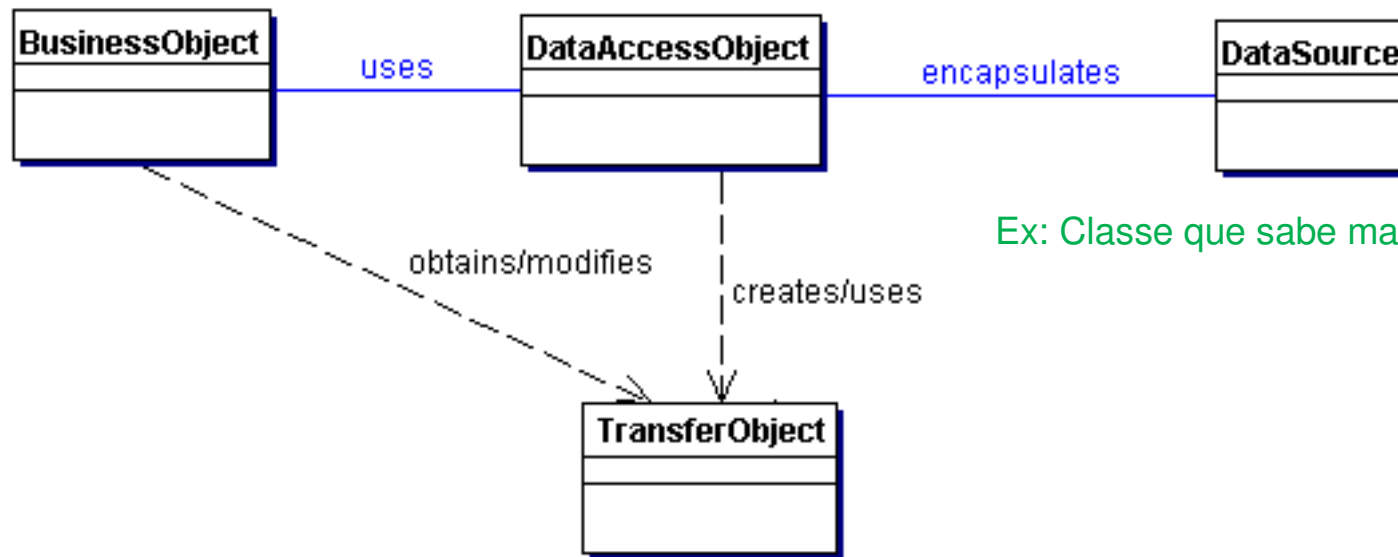 BusinessObject
uses
DataAccessObject
encapsulates
DataSource
Ex: Classe que sabe ma
obtains/modifies
creates/uses
TransferObject